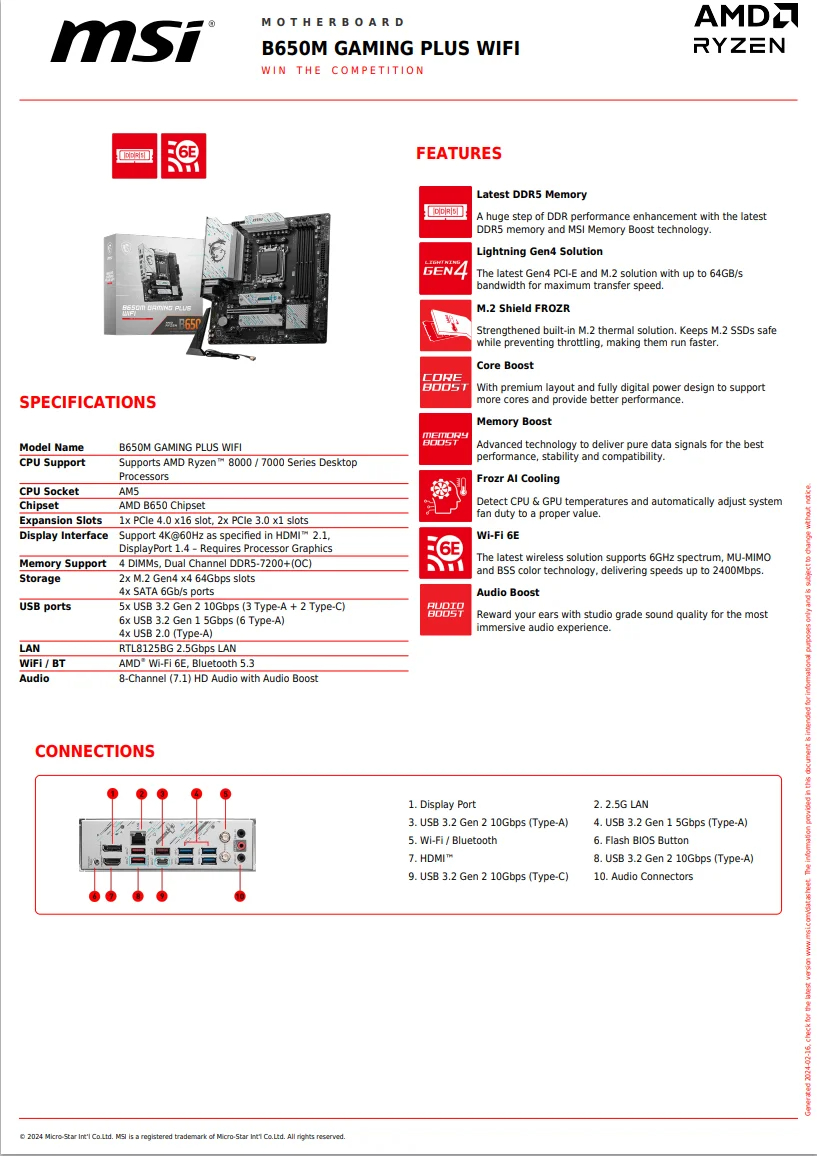 msi®
MOTHERBOARD
B650M GAMING PLUS WIFI
WIN THE COMPETITION
AMD
RYZEN
DDR5
6E
B650M GAMING PLUS
WIFI
B650
SPECIFICATIONS
Model Name B650M GAMING PLUS WIFI
CPU Support Supports AMD Ryzen™ 8000 / 7000 Series Desktop
Processors
CPU Socket AM5
Chipset AMD B650 Chipset
Expansion Slots 1x PCIe 4.0 x16 slot, 2x PCIe 3.0 x1 slots
Display Interface Support 4K@60Hz as specified in HDMI™ 2.1,
DisplayPort 1.4 – Requires Processor Graphics
Memory Support 4 DIMMs, Dual Channel DDR5-7200+(OC)
Storage 2x M.2 Gen4 x4 64Gbps slots
4x SATA 6Gb/s ports
USB ports 5x USB 3.2 Gen 2 10Gbps (3 Type-A + 2 Type-C)
6x USB 3.2 Gen 1 5Gbps (6 Type-A)
4x USB 2.0 (Type-A)
LAN RTL8125BG 2.5Gbps LAN
WiFi / BT AMD® Wi-Fi 6E, Bluetooth 5.3
Audio 8-Channel (7.1) HD Audio with Audio Boost
FEATURES
DDR5
Latest DDR5 Memory
A huge step of DDR performance enhancement with the latest
DDR5 memory and MSI Memory Boost technology.
LIGHTNING
GEN4
Lightning Gen4 Solution
The latest Gen4 PCI-E and M.2 solution with up to 64GB/s
bandwidth for maximum transfer speed.
M.2 Shield FROZR
Strengthened built-in M.2 thermal solution. Keeps M.2 SSDs safe
while preventing throttling, making them run faster.
CORE
BOOST
Core Boost
With premium layout and fully digital power design to support
more cores and provide better performance.
MEMORY
BOOST
Memory Boost
Advanced technology to deliver pure data signals for the best
performance, stability and compatibility.
Frozr AI Cooling
Detect CPU & GPU temperatures and automatically adjust system
fan duty to a proper value.
6E
Wi-Fi 6E
The latest wireless solution supports 6GHz spectrum, MU-MIMO
and BSS color technology, delivering speeds up to 2400Mbps.
AUDIO
BOOST
Audio Boost
Reward your ears with studio grade sound quality for the most
immersive audio experience.
CONNECTIONS
1 2 3 4 5
6 7 8 9 10
1. Display Port 2. 2.5G LAN
3. USB 3.2 Gen 2 10Gbps (Type-A) 4. USB 3.2 Gen 1 5Gbps (Type-A)
5. Wi-Fi / Bluetooth 6. Flash BIOS Button
7. HDMI™ 8. USB 3.2 Gen 2 10Gbps (Type-A)
9. USB 3.2 Gen 2 10Gbps (Type-C) 10. Audio Connectors
Generated 2024-02-16, check for the latest version www.msi.com/datasheet. The information provided in this document is intended for informational purposes only and is subject to change without notice.
© 2024 Micro-Star Int'l Co.Ltd. MSI is a registered trademark of Micro-Star Int'l Co.Ltd. All rights reserved.